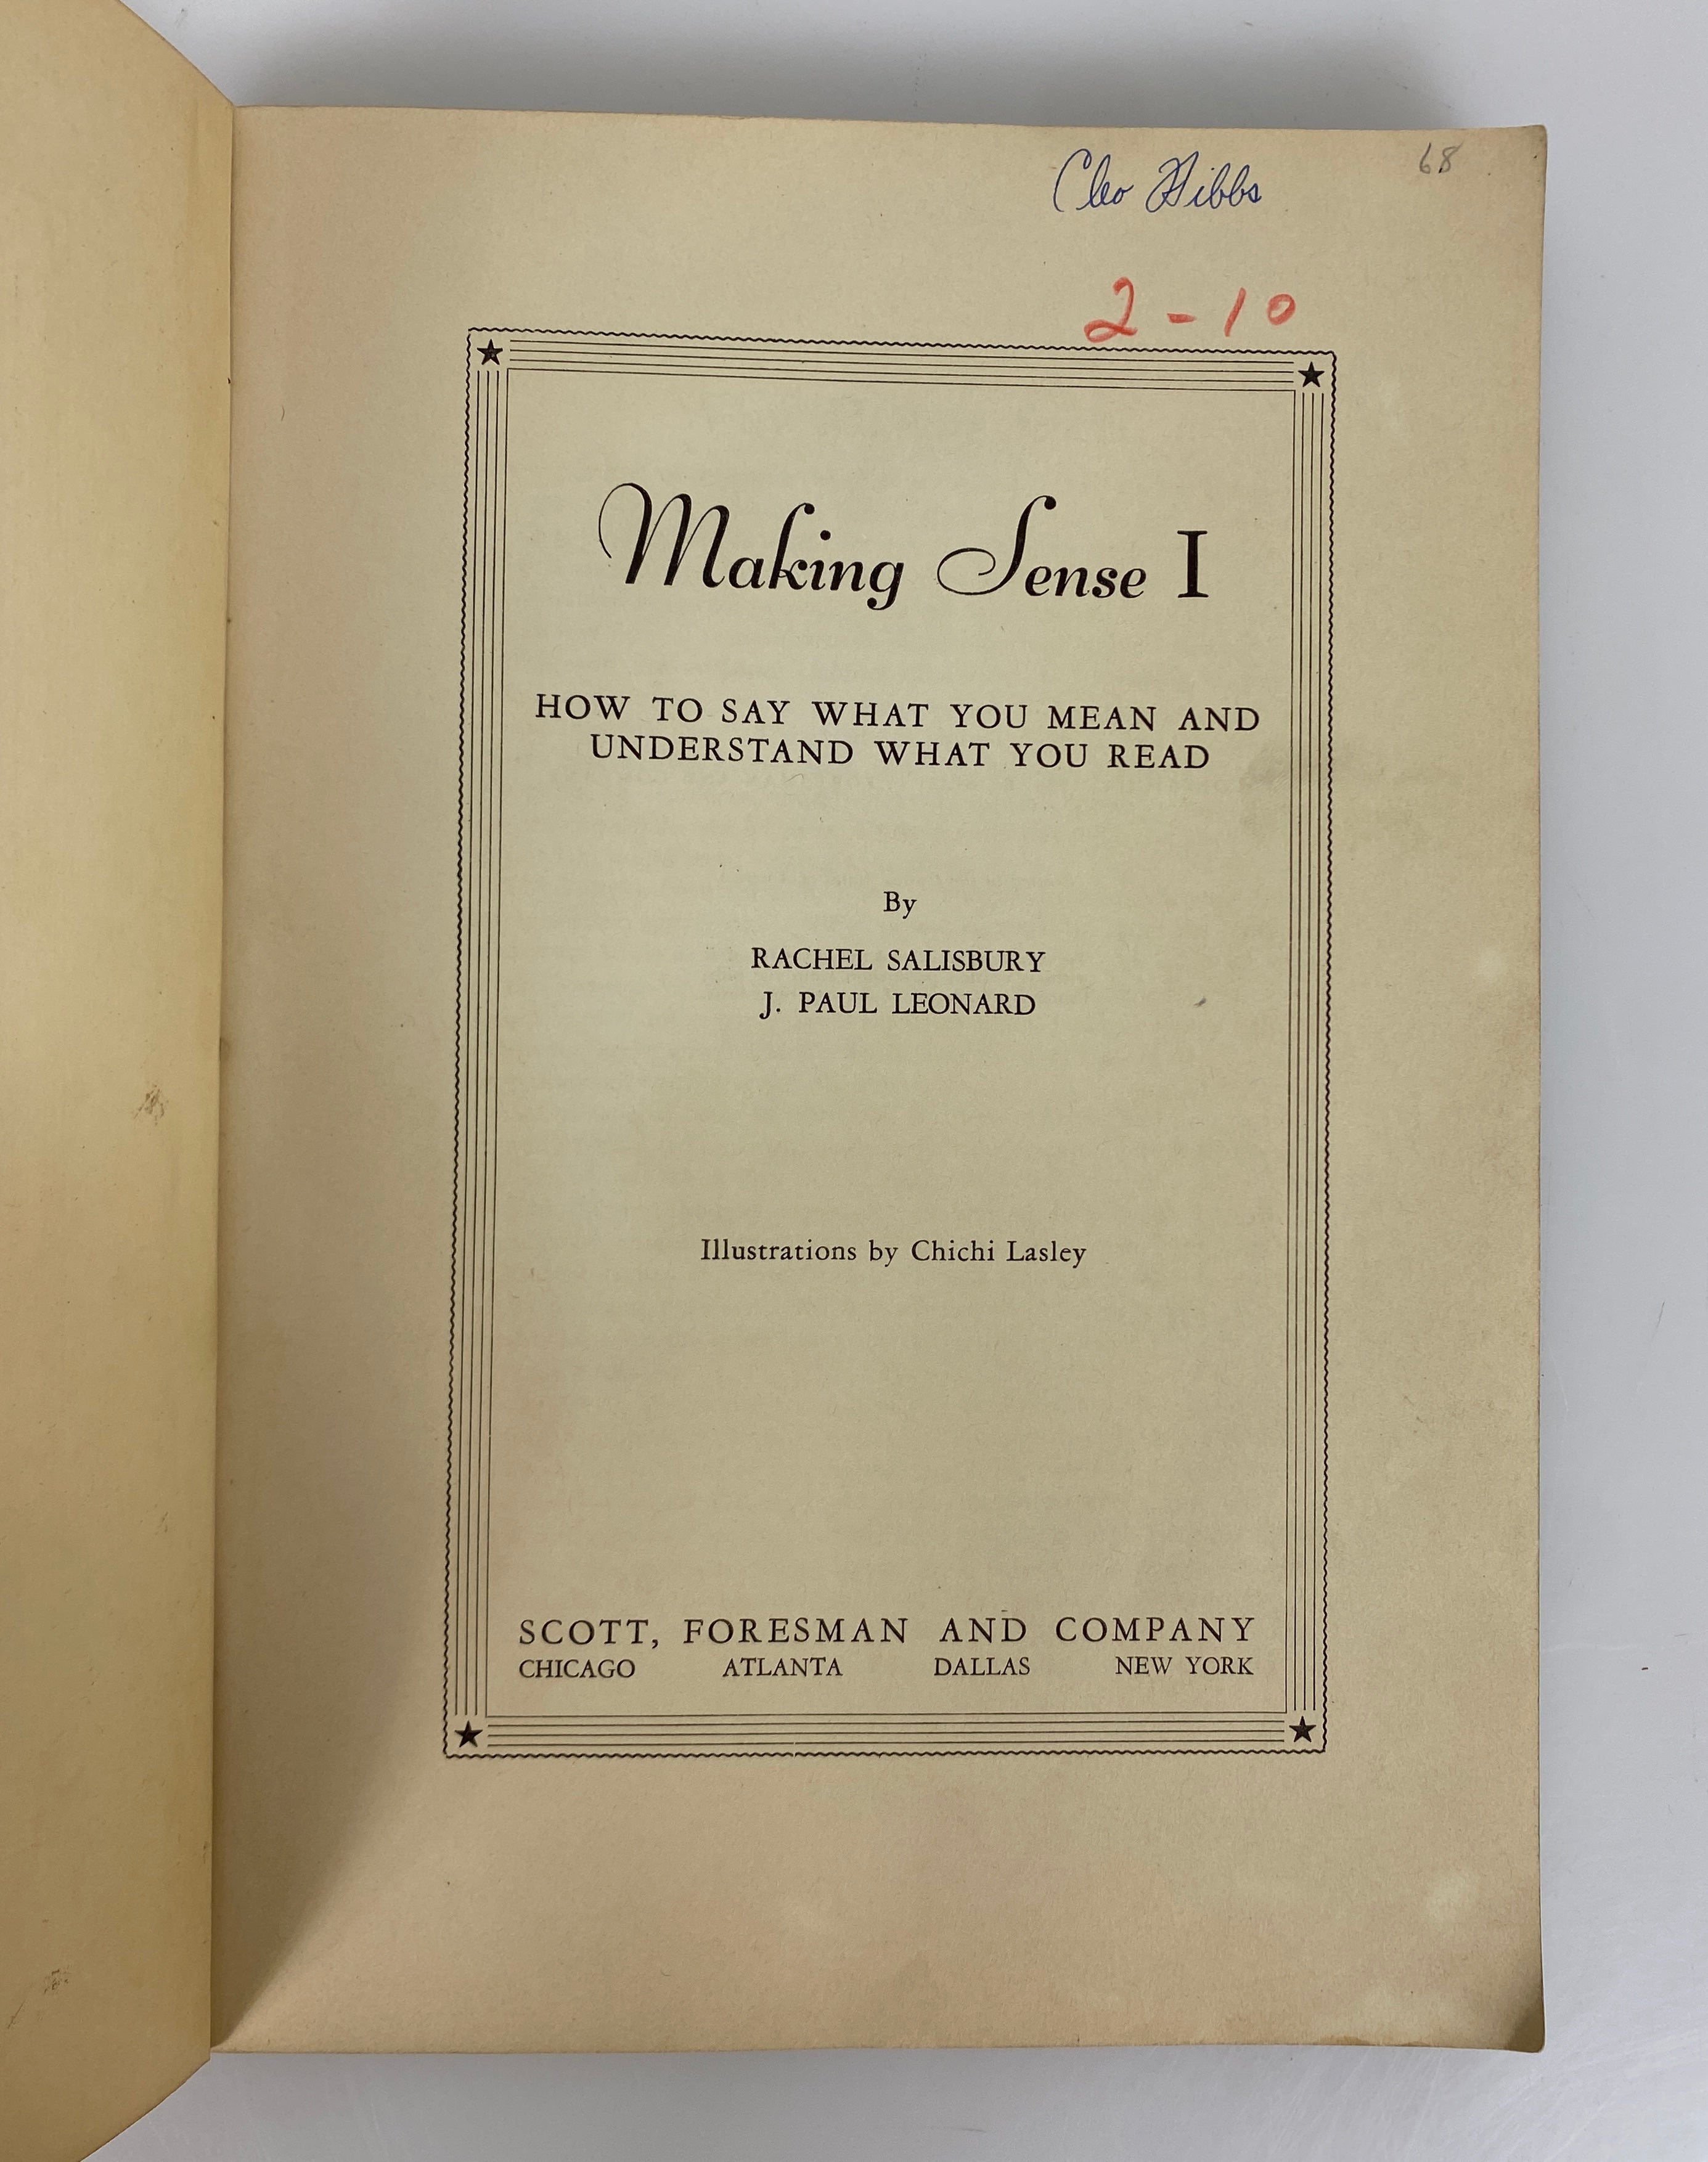 68
Cleo Hibbs
2-10
Making Sense I
HOW TO SAY WHAT YOU MEAN AND
UNDERSTAND WHAT YOU READ
By
RACHEL SALISBURY
J. PAUL LEONARD
Illustrations by Chichi Lasley
SCOTT, FORESMAN AND COMPANY
CHICAGO ATLANTA DALLAS NEW YORK